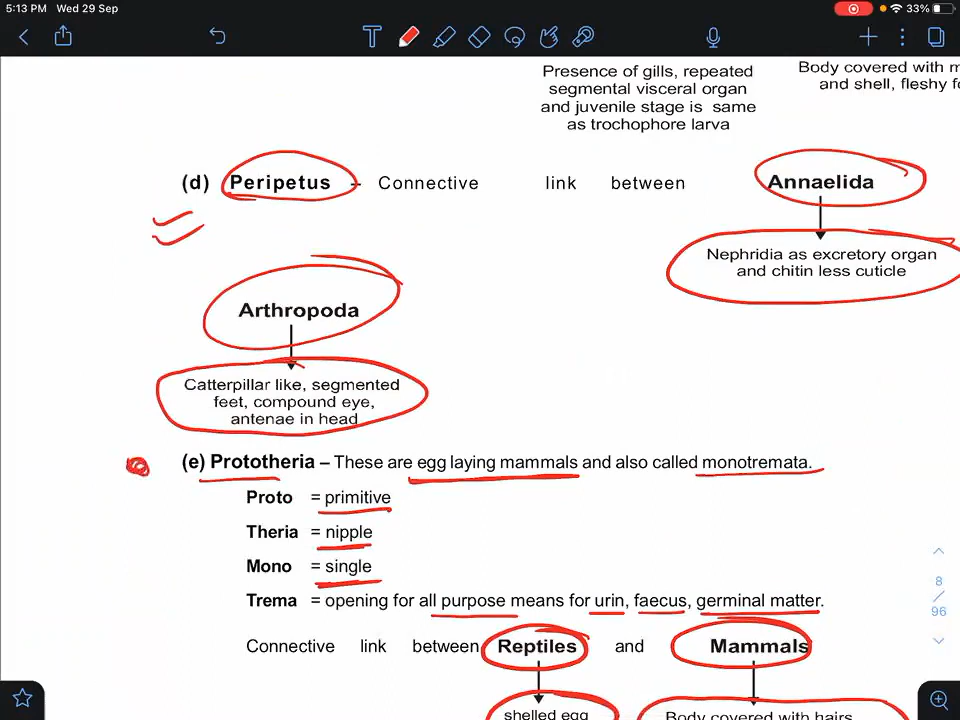 5:13 PM Wed 29 Sep
33%
T
Presence of gills, repeated
segmental visceral organ
and juvenile stage is same
as trochophore larva
Body covered with
and shell, fleshy
(d) Peripetus – Connective link between Annaelida
Nephridia as excretory organ
and chitin less cuticle
Arthropoda
Catterpillar like, segmented
feet, compound eye,
antenae in head
(e) Prototheria – These are egg laying mammals and also called monotremata.
Proto = primitive
Theria = nipple
Mono = single
Trema = opening for all purpose means for urin, faecus, germinal matter.
8
/
96
Connective link between Reptiles and Mammals
shelled egg
Body covered with hairs